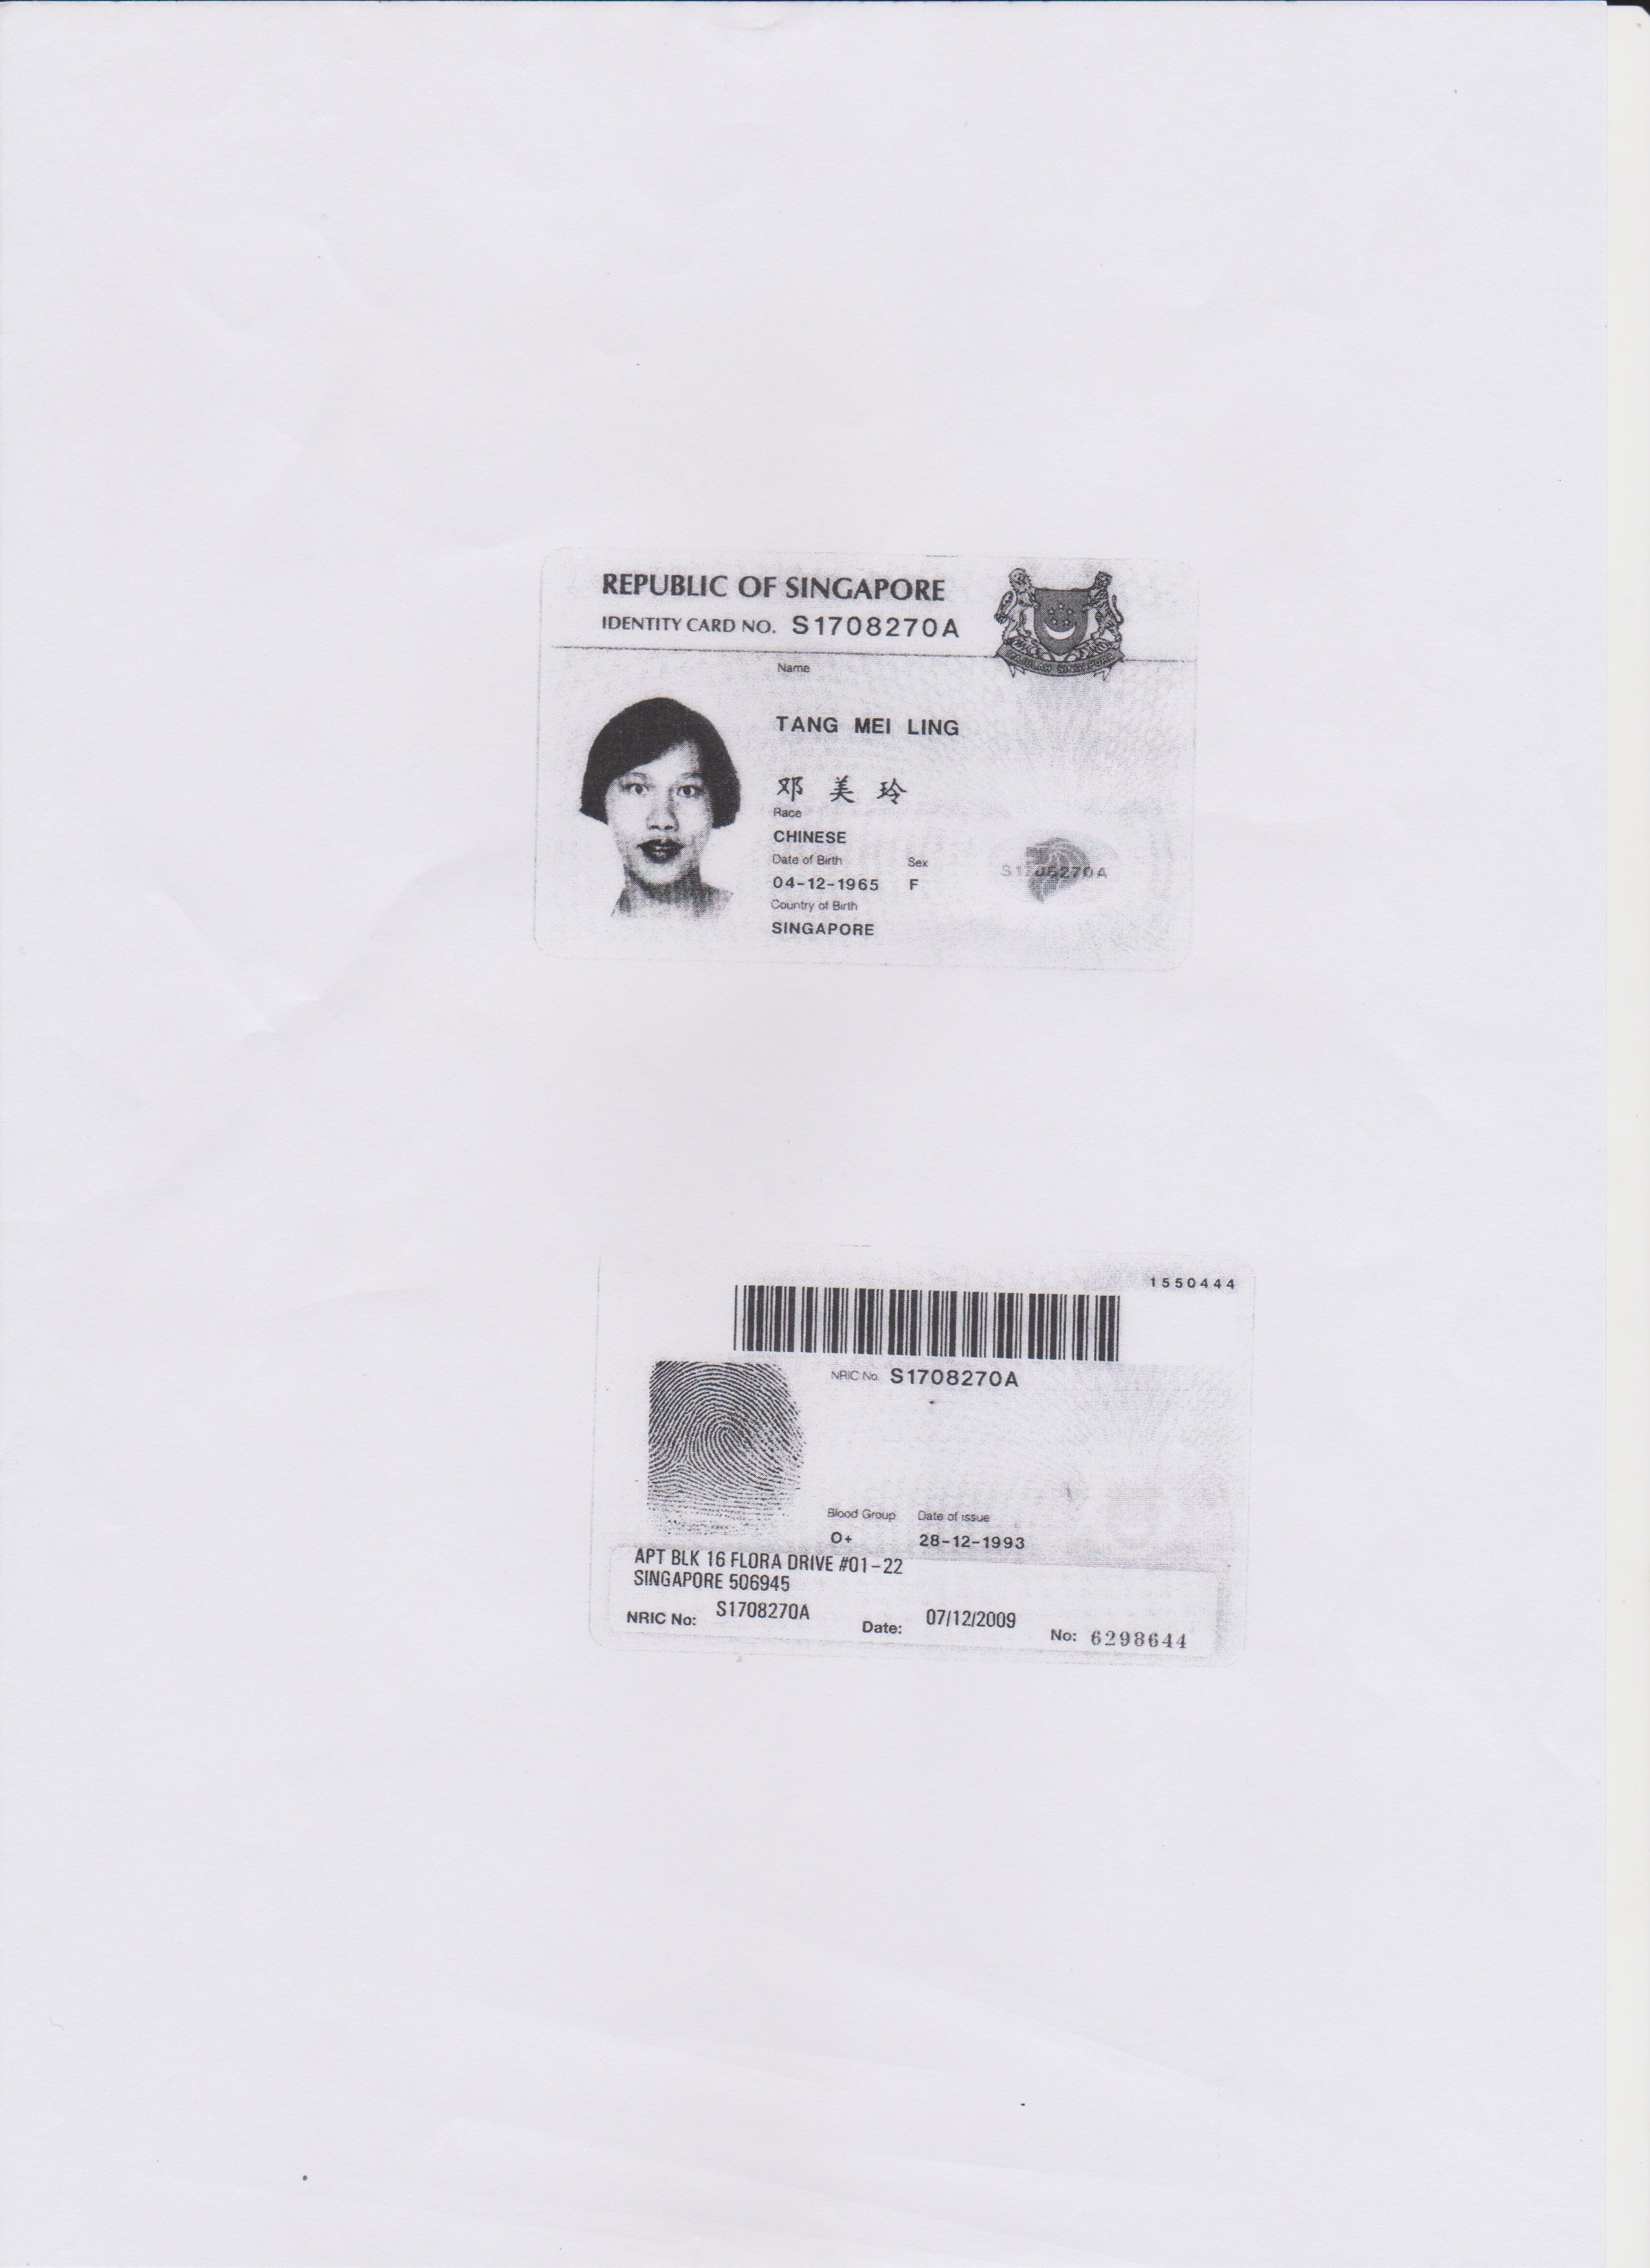 REPUBLIC OF SINGAPORE
IDENTITY CARD NO. S1708270A
Name
TANG MEI LING
邓 美 玲
Race
CHINESE
Date of Birth Sex
04-12-1965 F
Country of Birth
SINGAPORE
1550444
NRIC No. S1708270A
Blood Group Date of issue
O+ 28-12-1993
APT BLK 16 FLORA DRIVE #01-22
SINGAPORE 506945
NRIC No: S1708270A Date: 07/12/2009 No: 6298644